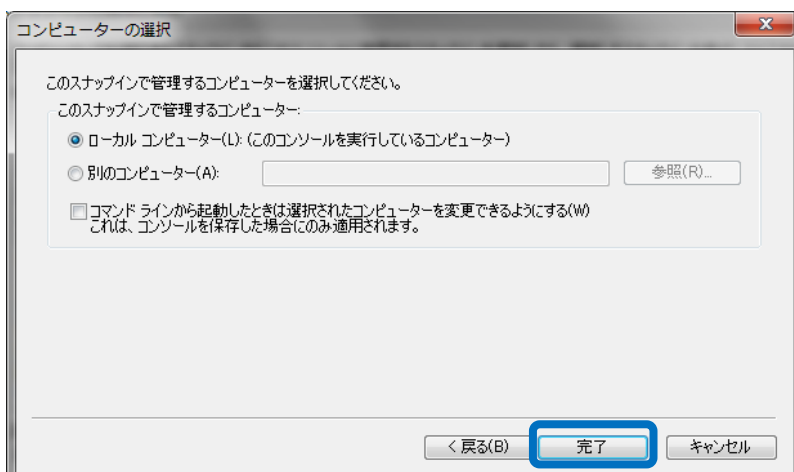 コンピューターの選択
このスナップインで管理するコンピューターを選択してください。
このスナップインで管理するコンピューター:
ローカル コンピューター(L): (このコンソールを実行しているコンピューター)
別のコンピューター(A):
参照(R)...
コマンド ラインから起動したときは選択されたコンピューターを変更できるようにする(W)
これは、コンソールを保存した場合にのみ適用されます。
< 戻る(B)
完了
キャンセル